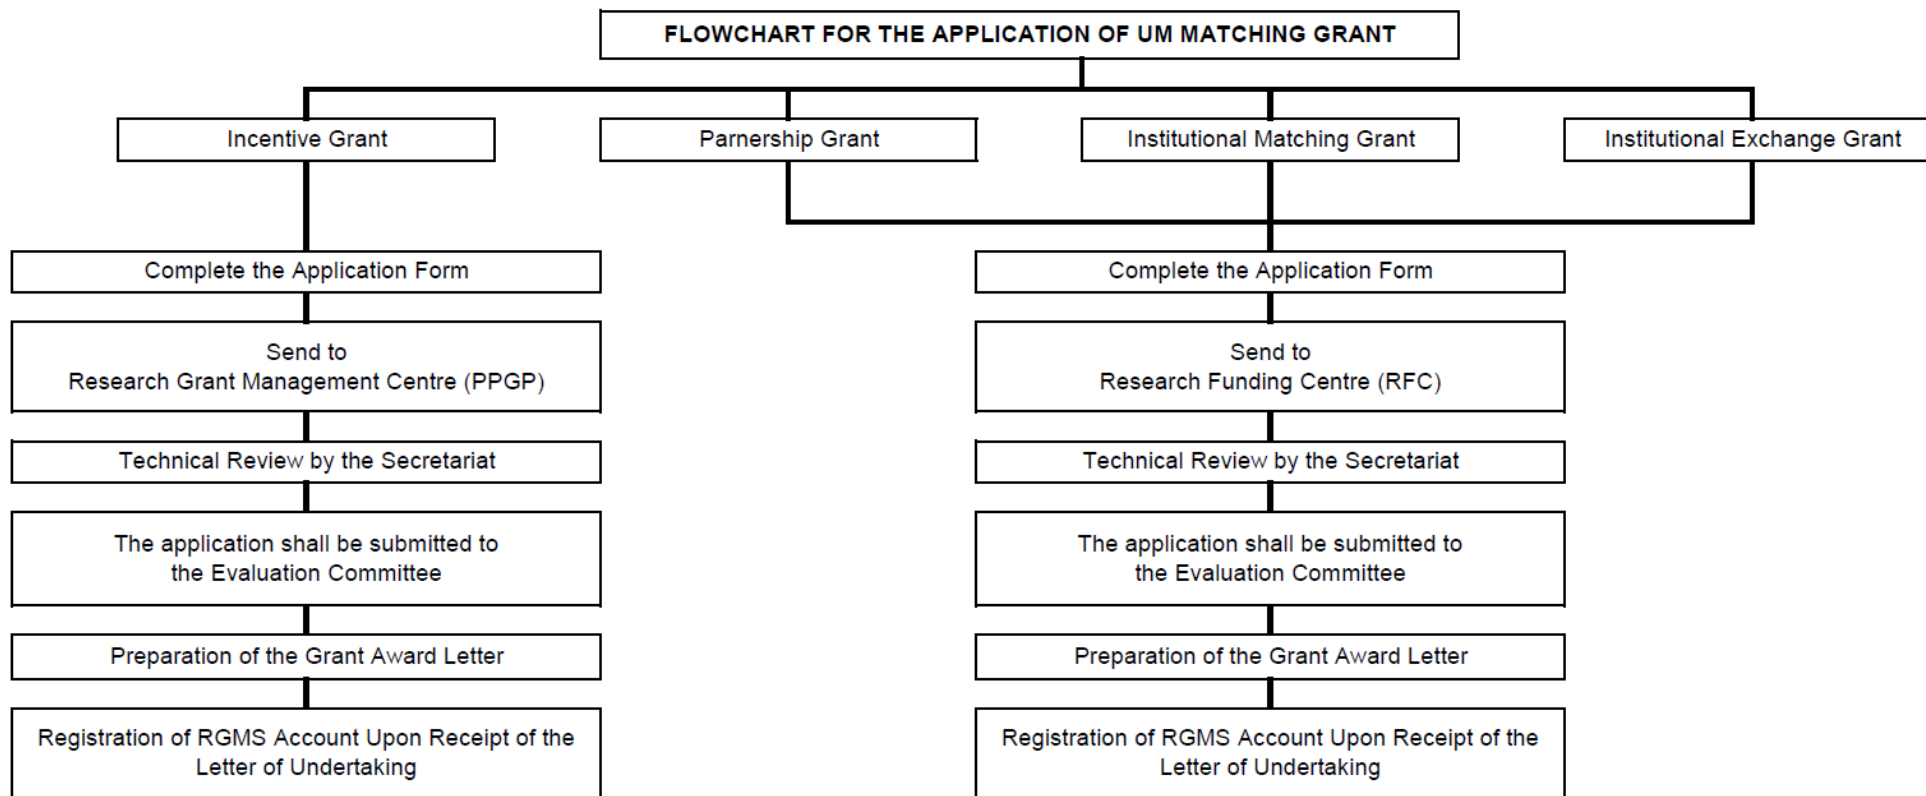 FLOWCHART FOR THE APPLICATION OF UM MATCHING GRANT
Incentive Grant
Parnership Grant
Institutional Matching Grant
Institutional Exchange Grant
Complete the Application Form
Send to
Research Grant Management Centre (PPGP)
Technical Review by the Secretariat
The application shall be submitted to
the Evaluation Committee
Preparation of the Grant Award Letter
Registration of RGMS Account Upon Receipt of the
Letter of Undertaking
Complete the Application Form
Send to
Research Funding Centre (RFC)
Technical Review by the Secretariat
The application shall be submitted to
the Evaluation Committee
Preparation of the Grant Award Letter
Registration of RGMS Account Upon Receipt of the
Letter of Undertaking